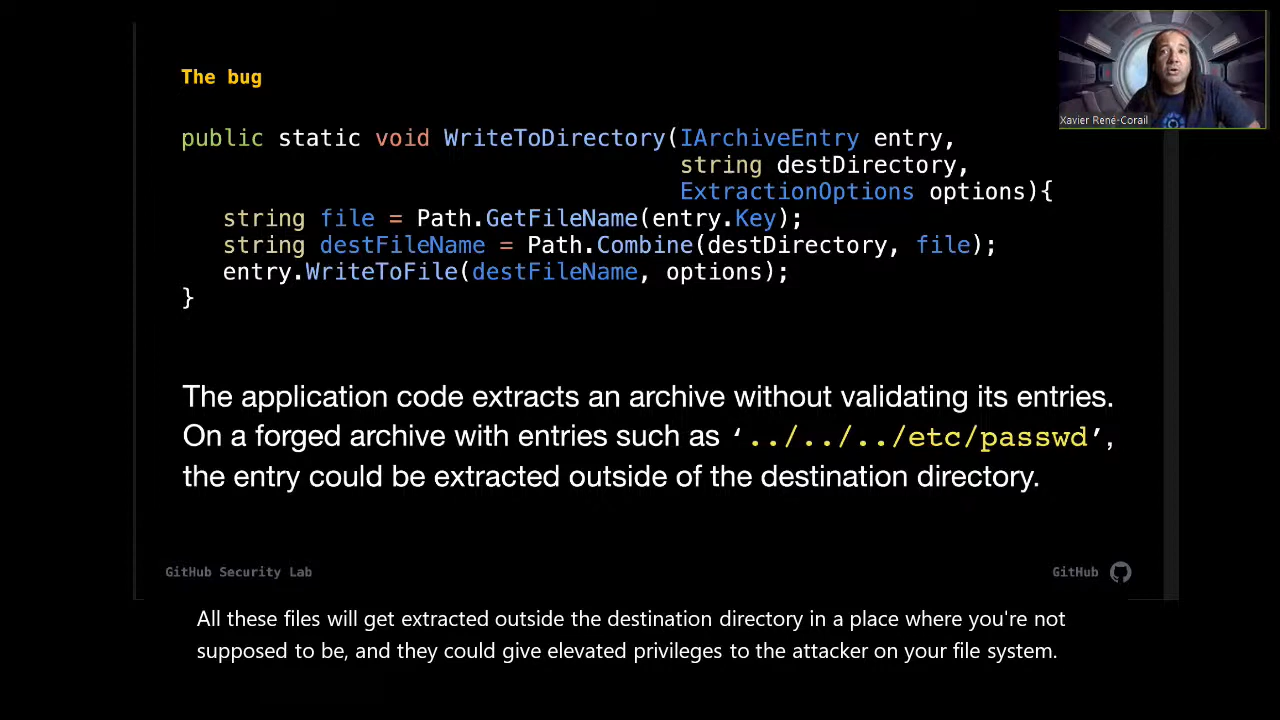 The bug
Xavier René-Corail
public static void WriteToDirectory(IArchiveEntry entry,
string destDirectory,
ExtractionOptions options){
string file = Path.GetFileName(entry.Key);
string destFileName = Path.Combine(destDirectory, file);
entry.WriteToFile(destFileName, options);
}
The application code extracts an archive without validating its entries.
On a forged archive with entries such as ‘../../../etc/passwd’,
the entry could be extracted outside of the destination directory.
GitHub Security Lab
GitHub
All these files will get extracted outside the destination directory in a place where you're not
supposed to be, and they could give elevated privileges to the attacker on your file system.